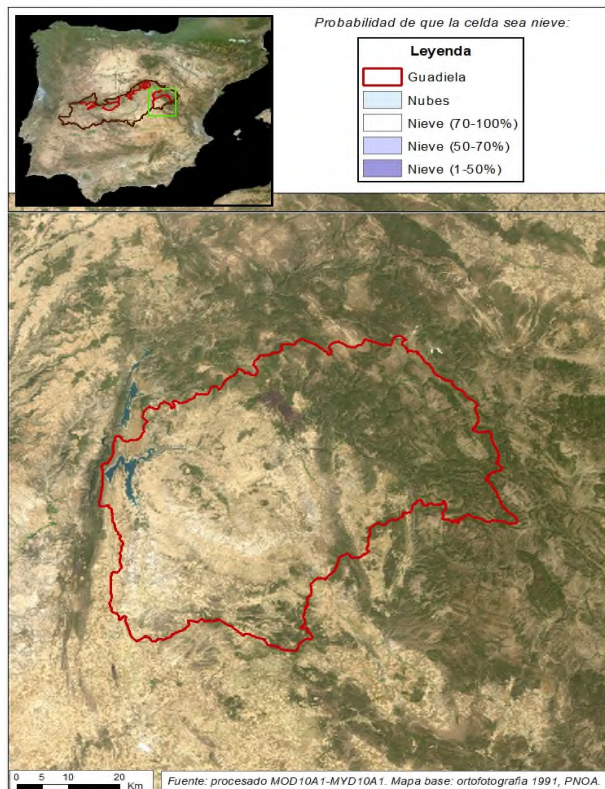 Probabilidad de que la celda sea nieve:
Leyenda
Guadiela
Nubes
Nieve (70-100%)
Nieve (50-70%)
Nieve (1-50%)
0 5 10 20
Km
Fuente: procesado MOD10A1-MYD10A1. Mapa base: ortofotografía 1991, PNOA.